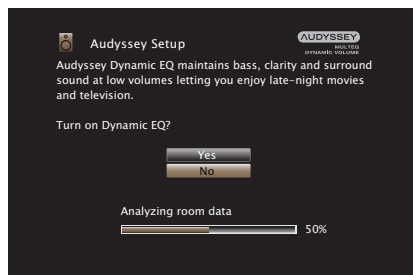 Audyssey Setup
AUDYSSEY
MULTEQ
DYNAMIC VOLUME
Audyssey Dynamic EQ maintains bass, clarity and surround
sound at low volumes letting you enjoy late-night movies
and television.
Turn on Dynamic EQ?
Yes
No
Analyzing room data
50%